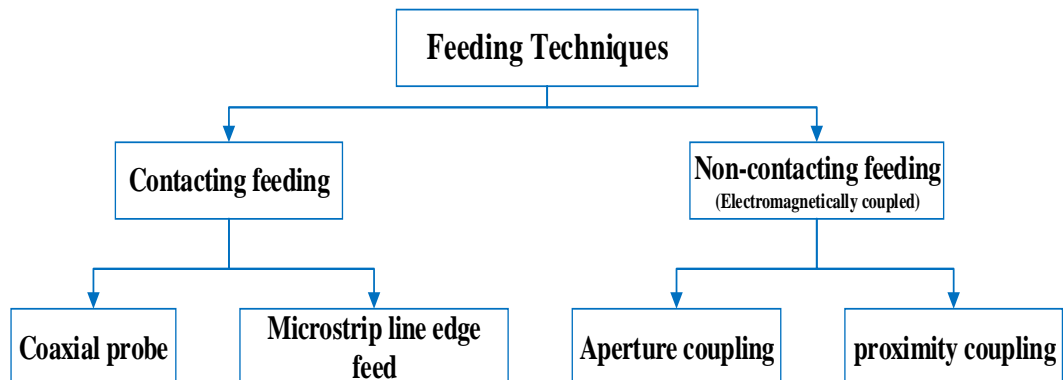 Feeding Techniques
Contacting feeding
Non-contacting feeding
(Electromagnetically coupled)
Coaxial probe
Microstrip line edge
feed
Aperture coupling
proximity coupling